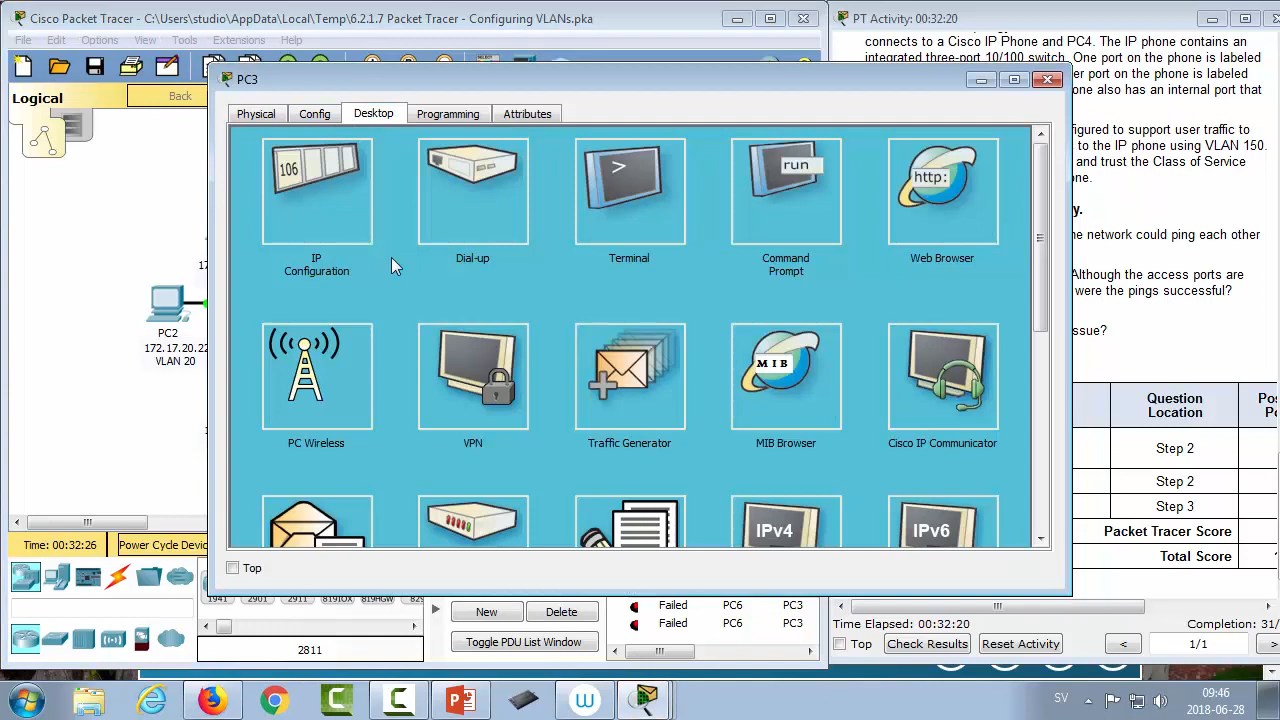 Cisco Packet Tracer - C:\Users\studio\AppData\Local\Temp\6.2.1.7 Packet Tracer - Configuring VLANs.pka
File Edit Options View Tools Extensions Help
Logical
Back
PC2
172.17.20.22
VLAN 20
Time: 00:32:26
Power Cycle Devic
1941 2901 2911 819IOX 819HGW 829
2811
New
Delete
Toggle PDU List Window
Failed PC6 PC3
Failed PC6 PC3
PC3
Physical Config Desktop Programming Attributes
106
>
run
http:
IP
Configuration
Dial-up
Terminal
Command
Prompt
Web Browser
MIB
PC Wireless
VPN
Traffic Generator
MIB Browser
Cisco IP Communicator
IPv4
IPv6
Top
PT Activity: 00:32:20
connects to a Cisco IP Phone and PC4. The IP phone contains an
integrated three-port 10/100 switch. One port on the phone is labeled
er port on the phone is labeled
one also has an internal port that
figured to support user traffic to
to the IP phone using VLAN 150.
and trust the Class of Service
one.
y.
he network could ping each other
Although the access ports are
were the pings successful?
ssue?
Question
Location
Step 2
Step 2
Step 3
Packet Tracer Score
Total Score
Time Elapsed: 00:32:20
Completion: 31/
Top
Check Results
Reset Activity
<
1/1
>
SV
09:46
2018-06-28